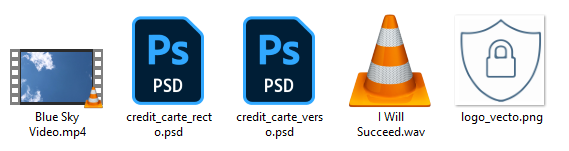 Ps
PSD
Ps
PSD
Blue Sky
Video.mp4
credit_carte_rect
o.psd
credit_carte_vers
o.psd
I Will
Succeed.wav
logo_vecto.png